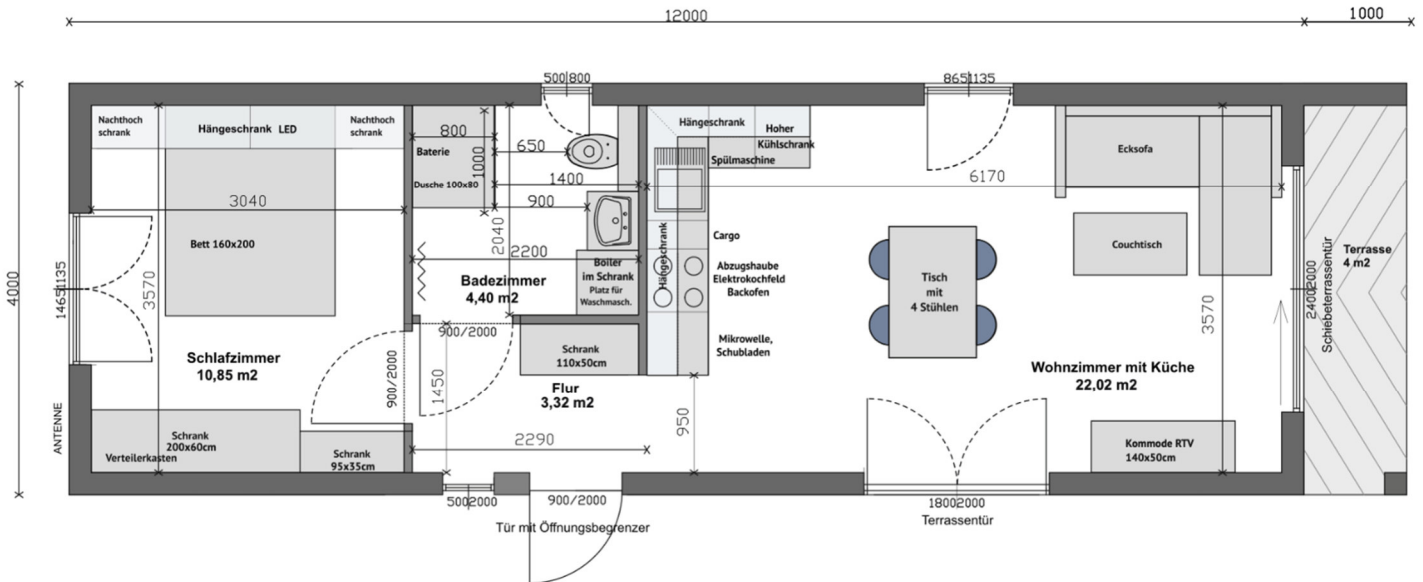 12000
1000
4000
500 800
865 1135
Nachthoch
schrank
Hängeschrank LED
Nachthoch
schrank
800
Baterie
1000
Dusche 100x80
650
1400
900
2040
2200
Hängeschrank
Hoher
Kühlschrank
Spülmaschine
Ecksofa
6170
3040
3570
1465 1135
Bett 160x200
Badezimmer
4,40 m2
Boiler
im Schrank
Platz für
Waschmasch.
Hängeschrank
Cargo
Abzugshaube
Elektrokochfeld
Backofen
Mikrowelle,
Schubladen
Tisch
mit
4 Stühlen
Couchtisch
Terrasse
4 m2
2400 2000
Schiebeterrassentür
3570
900/2000
Schlafzimmer
10,85 m2
900/2000
1450
Schrank
110x50cm
Flur
3,32 m2
Wohnzimmer mit Küche
22,02 m2
950
2290
ANTENNE
Schrank
200x60cm
Verteilerkasten
Schrank
95x35cm
Kommode RTV
140x50cm
500 2000
900/2000
Tür mit Öffnungsbegrenzer
1800 2000
Terrassentür